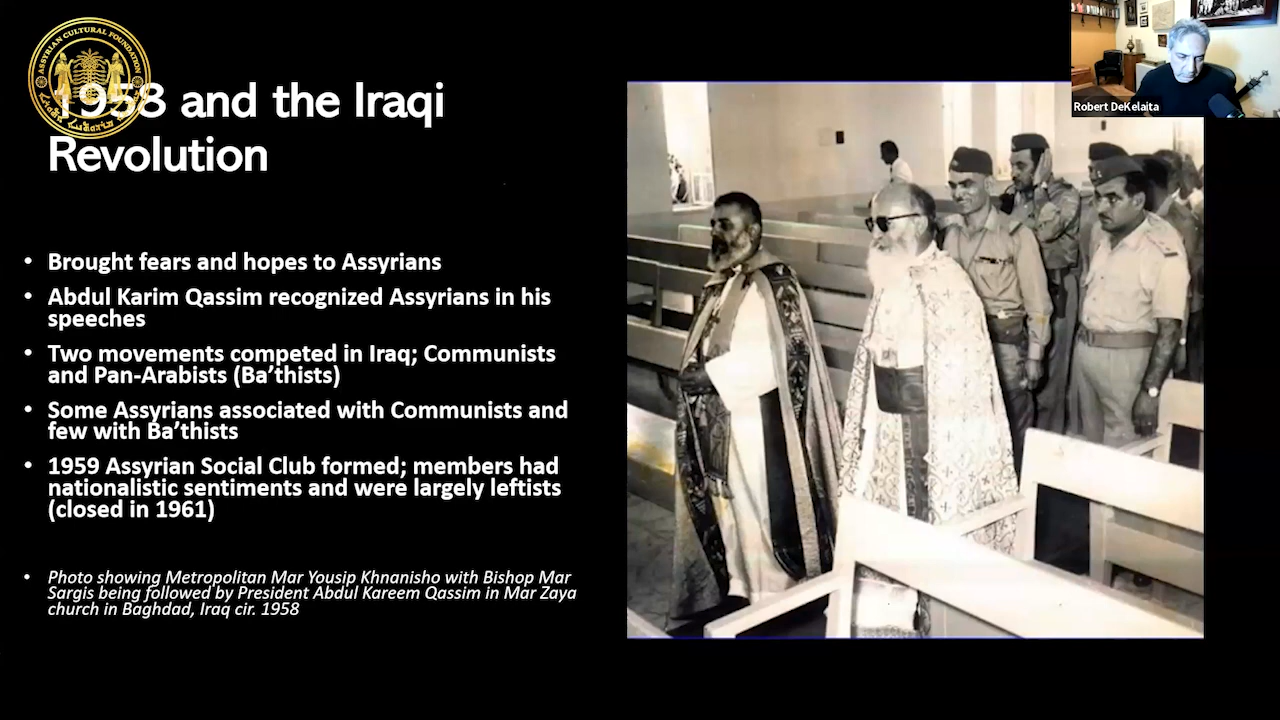 ASSYRIAN CULTURAL FOUNDATION
1958 and the Iraqi
Revolution
• Brought fears and hopes to Assyrians
• Abdul Karim Qassim recognized Assyrians in his
speeches
• Two movements competed in Iraq; Communists
and Pan-Arabists (Ba’thists)
• Some Assyrians associated with Communists and
few with Ba’thists
• 1959 Assyrian Social Club formed; members had
nationalistic sentiments and were largely leftists
(closed in 1961)
• Photo showing Metropolitan Mar Yousip Khnanisho with Bishop Mar
Sargis being followed by President Abdul Kareem Qassim in Mar Zaya
church in Baghdad, Iraq cir. 1958
Robert DeKelaita